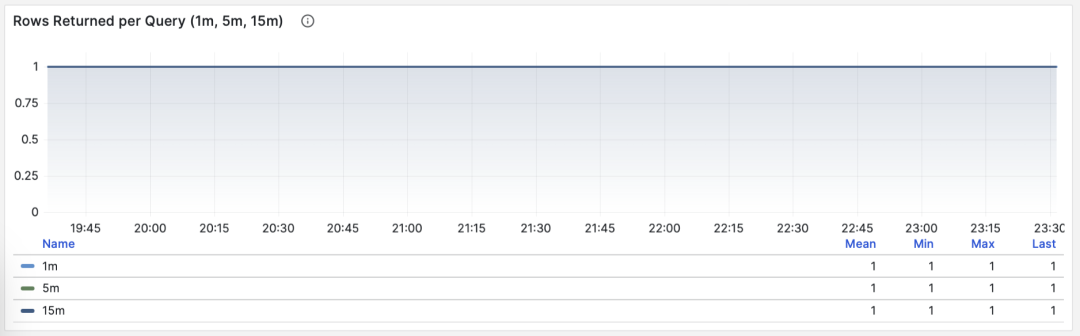 Rows Returned per Query (1m, 5m, 15m)
1
0.75
0.5
0.25
0
19:45 20:00 20:15 20:30 20:45 21:00 21:15 21:30 21:45 22:00 22:15 22:30 22:45 23:00 23:15 23:30
Name Mean Min Max Last
1m 1 1 1 1
5m 1 1 1 1
15m 1 1 1 1